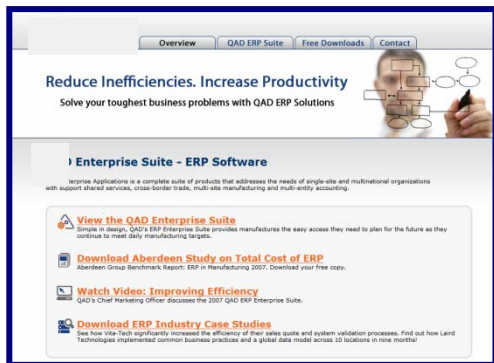 Overview QAD ERP Suite Free Downloads Contact
Reduce Inefficiencies. Increase Productivity
Solve your toughest business problems with QAD ERP Solutions
Enterprise Suite - ERP Software
Applications is a complete suite of products that addresses the needs of single-site and multinational organizations
with support shared services, cross-border trade, multi-site manufacturing and multi-entity accounting.
View the QAD Enterprise Suite
Simple in design, QAD's ERP Enterprise Suite provides manufactures the easy access they need to plan for the future as they
continue to meet daily manufacturing targets.
Download Aberdeen Study on Total Cost of ERP
Aberdeen Group Benchmark Report: ERP in Manufacturing 2007. Download your free copy.
Watch Video: Improving Efficiency
QAD's Chief Marketing Officer discusses the 2007 QAD ERP Enterprise Suite.
Download ERP Industry Case Studies
See how Vita-Tech significantly increased the efficiency of their sales quote and system validation processes. Find out how Laird
Technologies implemented common business practices and a global data model across 10 locations in nine months!